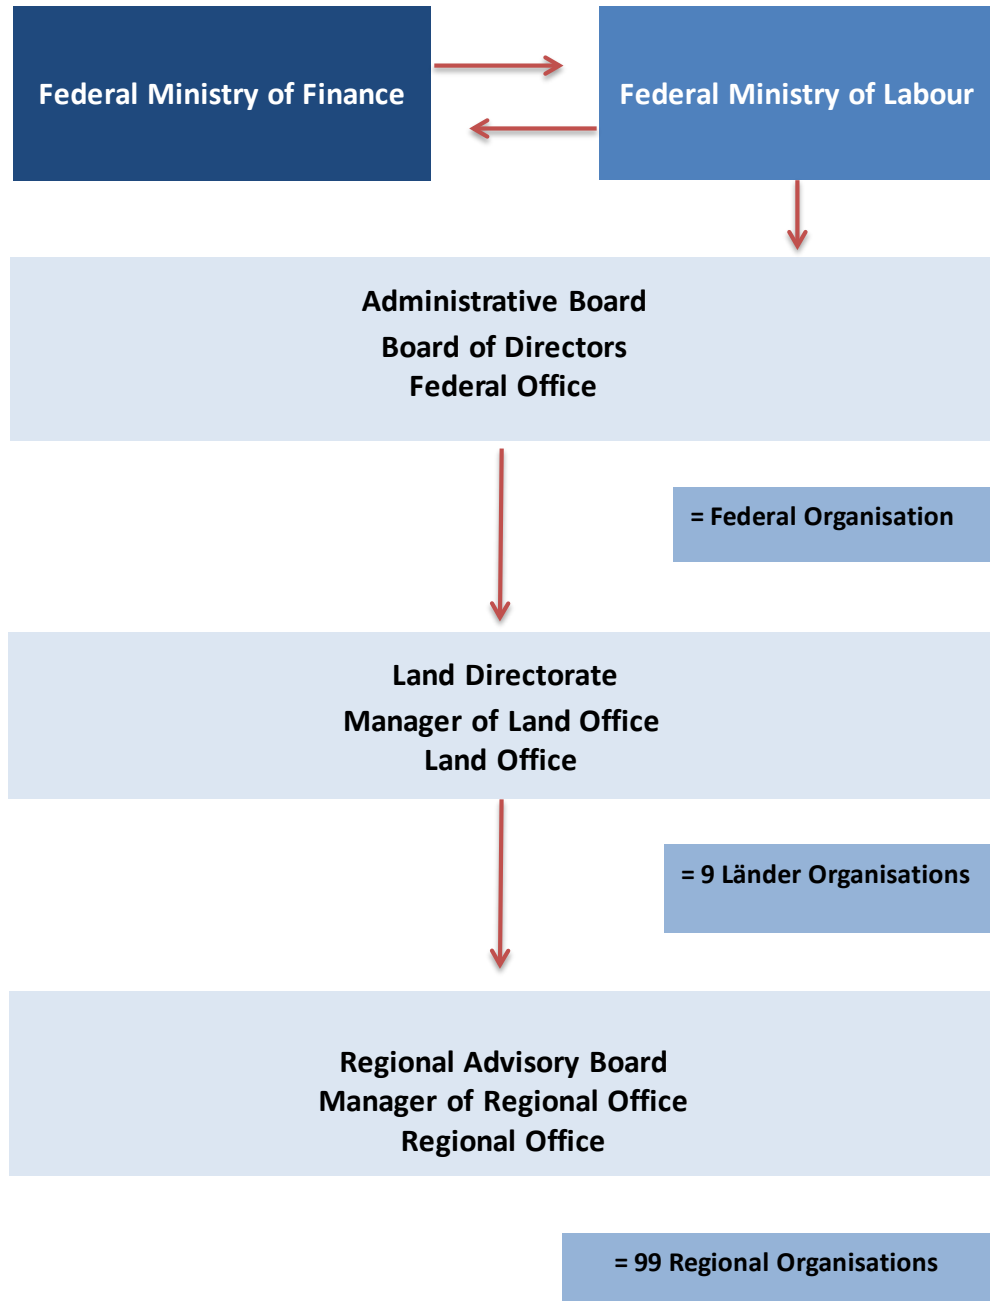 Federal Ministry of Finance
Federal Ministry of Labour
Administrative Board
Board of Directors
Federal Office
= Federal Organisation
Land Directorate
Manager of Land Office
Land Office
= 9 Länder Organisations
Regional Advisory Board
Manager of Regional Office
Regional Office
= 99 Regional Organisations